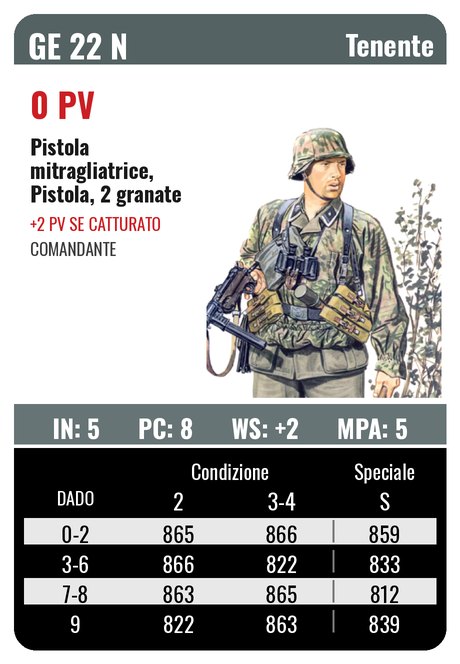 GE 22 N Tenente
0 PV
Pistola
mitragliatrice,
Pistola, 2 granate
+2 PV SE CATTURATO
COMANDANTE
IN: 5 PC: 8 WS: +2 MPA: 5
Condizione Speciale
DADO 2 3-4 S
0-2 865 866 859
3-6 866 822 833
7-8 863 865 812
9 822 863 839